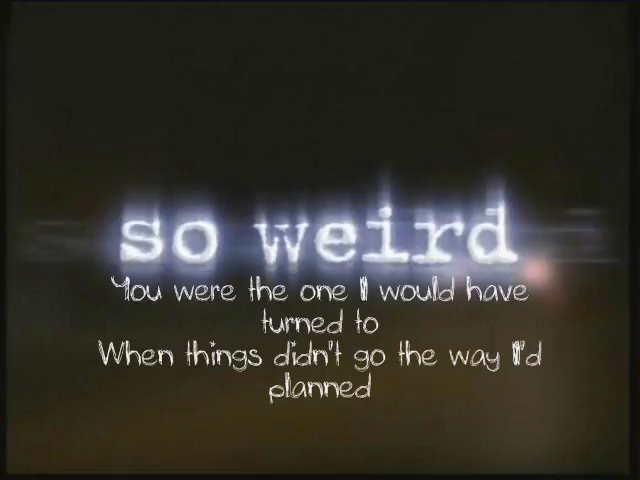 so weird.
You were the one I would have
turned to
When things didn't go the way I'd
planned